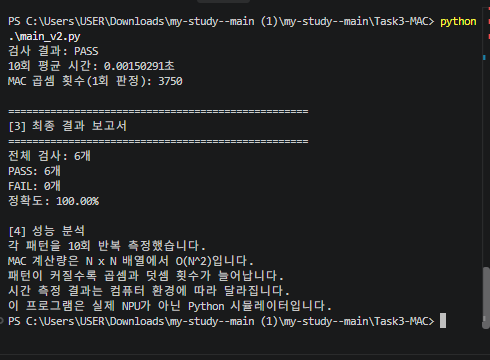 PS C:\Users\USER\Downloads\my-study--main (1)\my-study--main\Task3-MAC> python
.\main_v2.py
검사 결과: PASS
10회 평균 시간: 0.00150291초
MAC 곱셈 횟수(1회 판정): 3750
==================================================
[3] 최종 결과 보고서
==================================================
전체 검사: 6개
PASS: 6개
FAIL: 0개
정확도: 100.00%
[4] 성능 분석
각 패턴을 10회 반복 측정했습니다.
MAC 계산량은 N x N 배열에서 O(N^2)입니다.
패턴이 커질수록 곱셈과 덧셈 횟수가 늘어납니다.
시간 측정 결과는 컴퓨터 환경에 따라 달라집니다.
이 프로그램은 실제 NPU가 아닌 Python 시뮬레이터입니다.
PS C:\Users\USER\Downloads\my-study--main (1)\my-study--main\Task3-MAC>